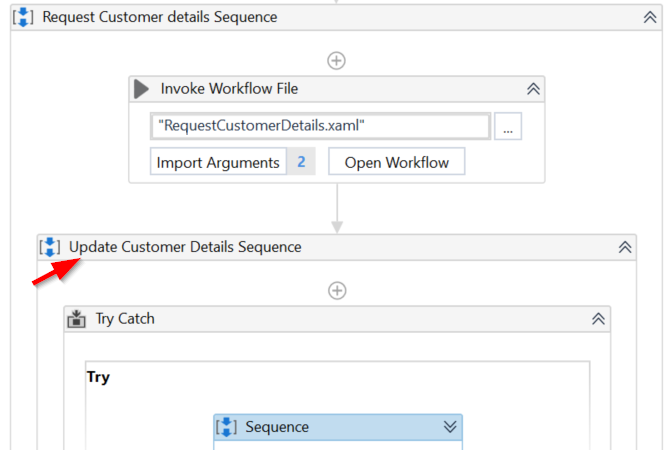 Request Customer details Sequence
Invoke Workflow File
"RequestCustomerDetails.xaml"
...
Import Arguments 2 Open Workflow
Update Customer Details Sequence
Try Catch
Try
Sequence